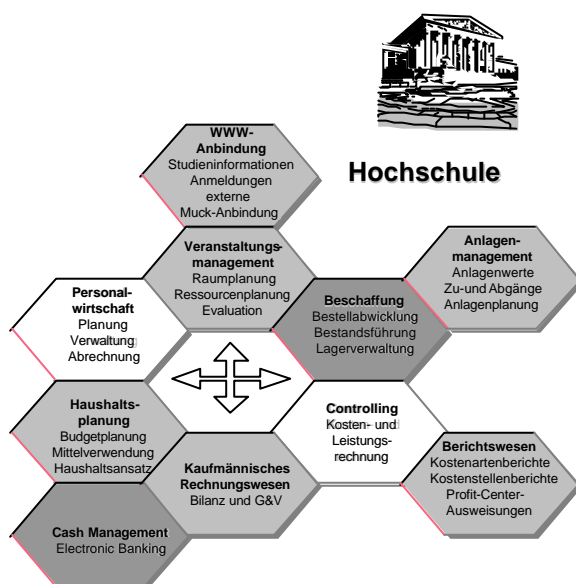 Hochschule
WWW-
Anbindung
Studieninformationen
Anmeldungen
externe
Muck-Anbindung
Veranstaltungs-
management
Raumplanung
Ressourcenplanung
Evaluation
Anlagen-
management
Anlagenwerte
Zu-und Abgänge
Anlagenplanung
Personal-
wirtschaft
Planung
Verwaltung
Abrechnung
Beschaffung
Bestellabwicklung
Bestandsführung
Lagerverwaltung
Haushalts-
planung
Budgetplanung
Mittelverwendung
Haushaltsansatz
Controlling
Kosten- und
Leistungs-
rechnung
Kaufmännisches
Rechnungswesen
Bilanz und G&V
Berichtswesen
Kostenartenberichte
Kostenstellenberichte
Profit-Center-
Ausweisungen
Cash Management
Electronic Banking